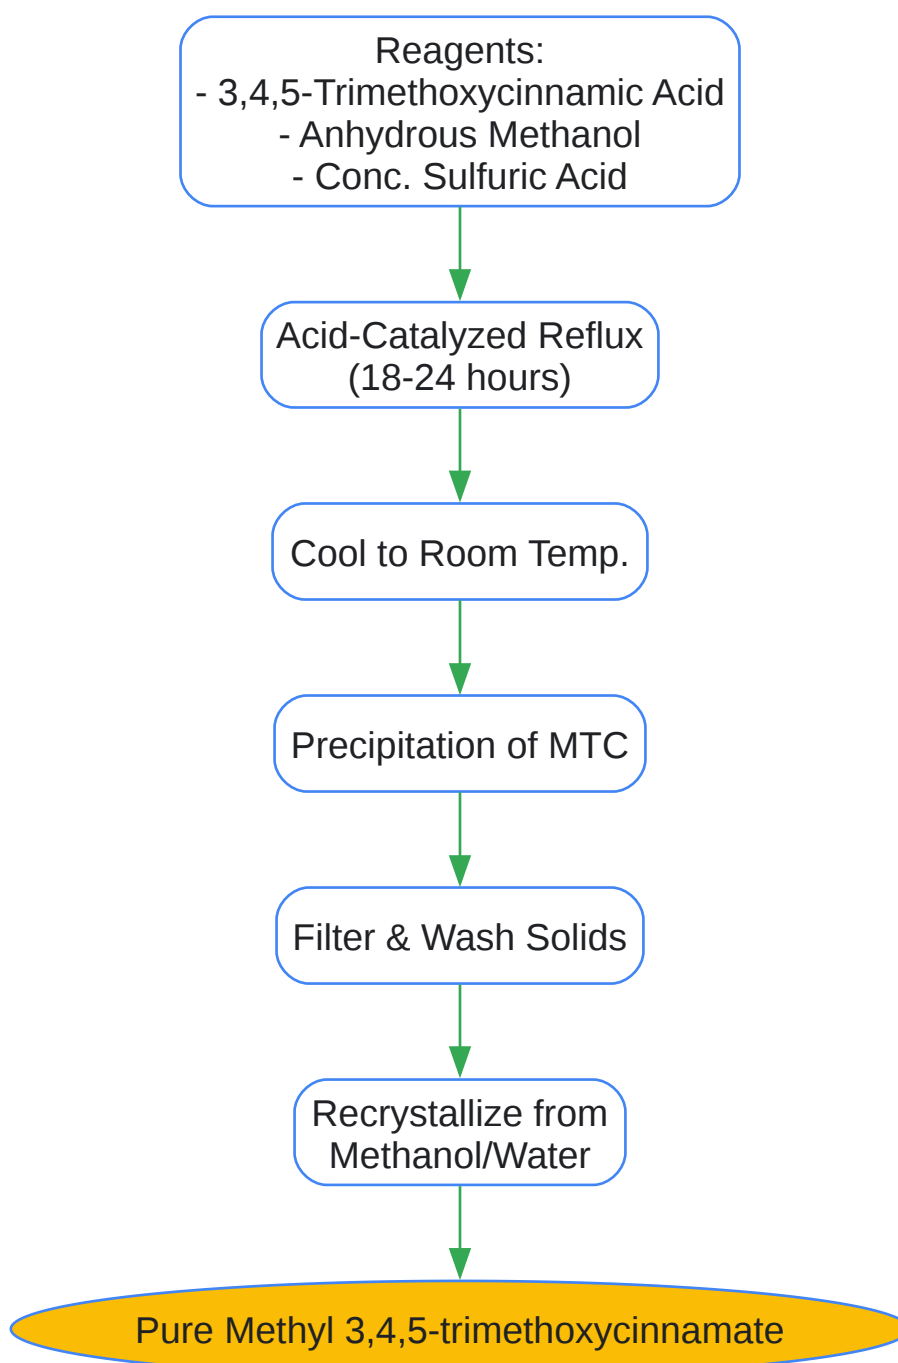 Reagents:
- 3,4,5-Trimethoxycinnamic Acid
- Anhydrous Methanol
- Conc. Sulfuric Acid
Acid-Catalyzed Reflux
(18-24 hours)
Cool to Room Temp.
Precipitation of MTC
Filter & Wash Solids
Recrystallize from
Methanol/Water
Pure Methyl 3,4,5-trimethoxycinnamate